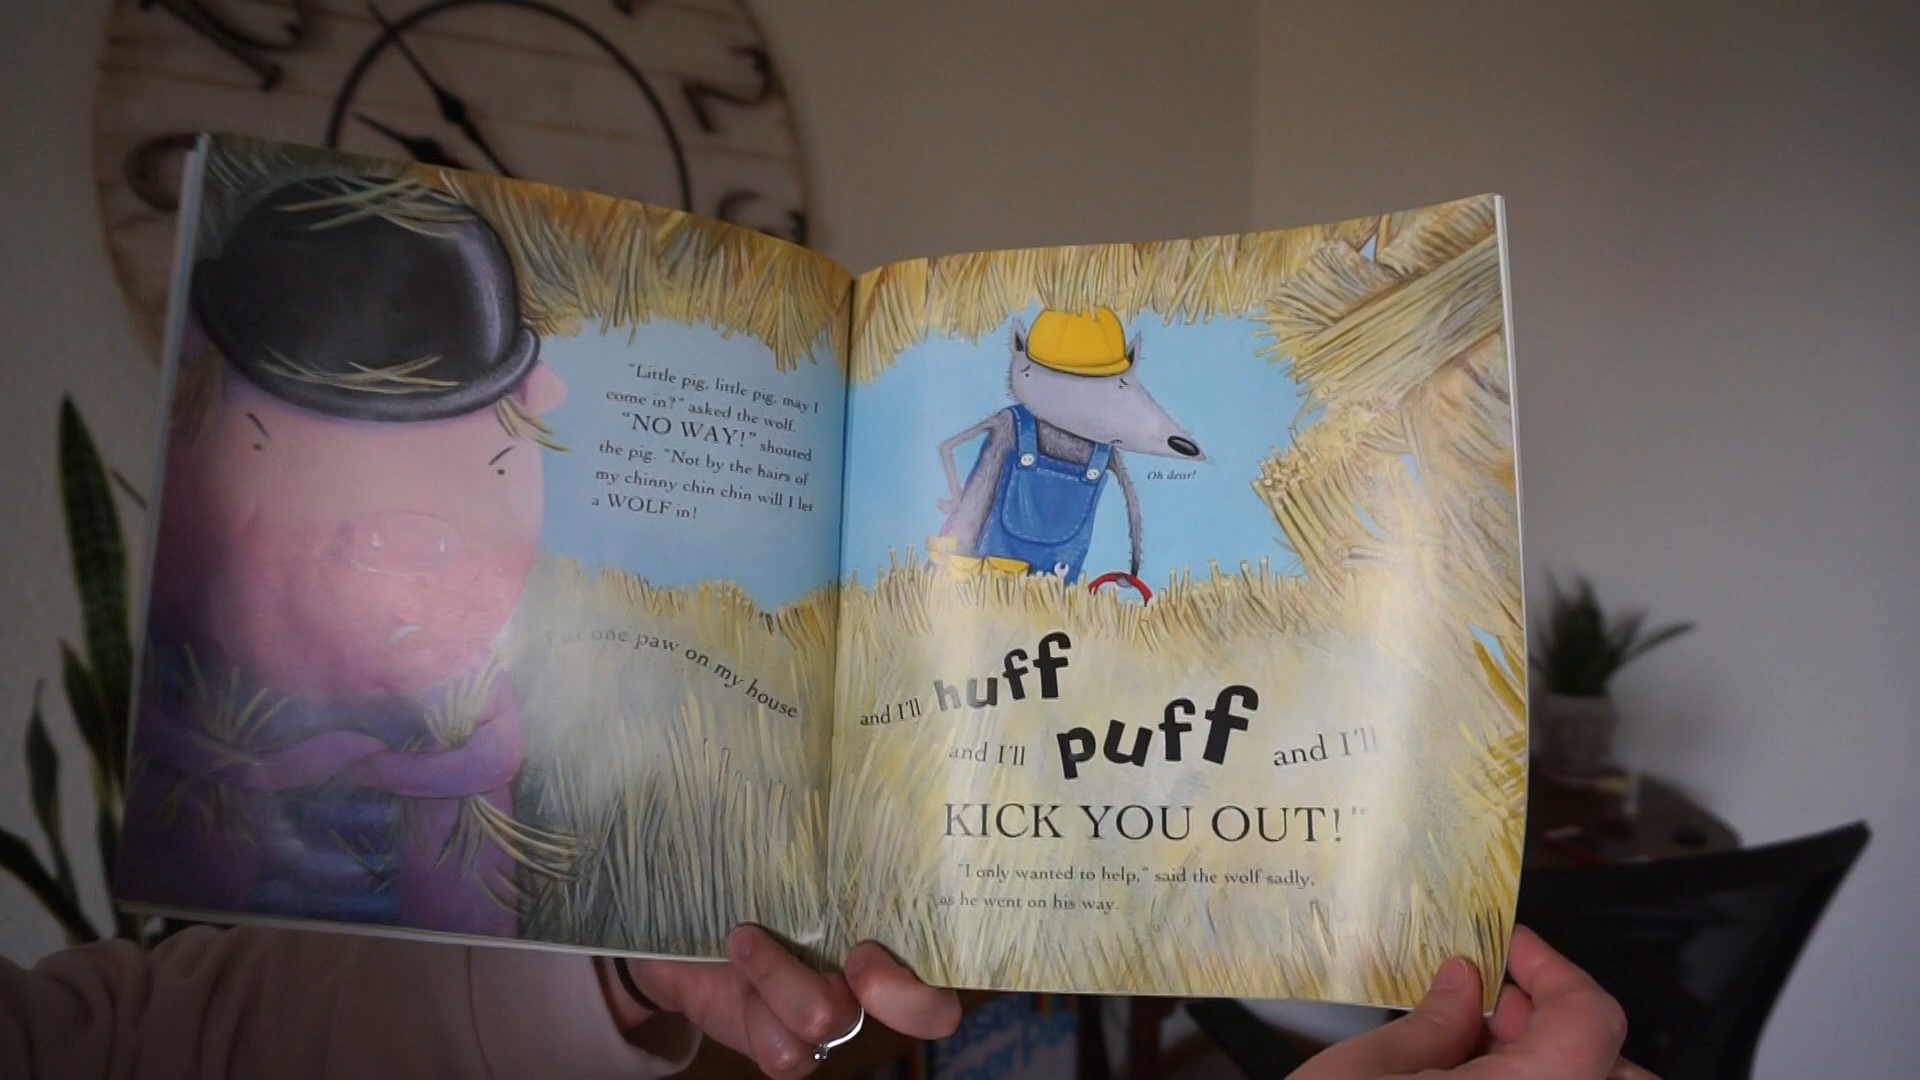 "Little pig, little pig, may I
come in?" asked the wolf.
"NO WAY!" shouted
the pig. "Not by the hairs of
my chinny chin chin will I let
a WOLF in!
one paw on my house
Oh dear!
and I'll huff
and I'll puff and I'll
KICK YOU OUT!"
"I only wanted to help," said the wolf sadly,
as he went on his way.